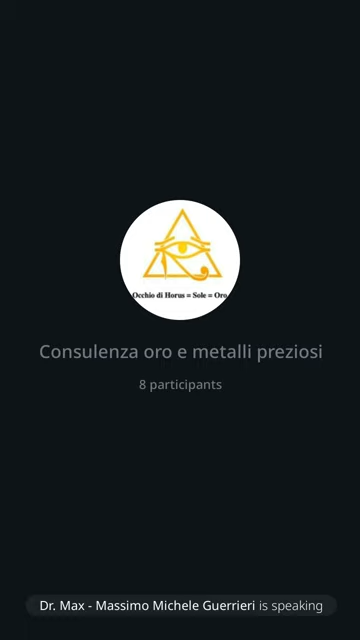 Occhio di Horus = Sole = Oro
Consulenza oro e metalli preziosi
8 participants
Dr. Max - Massimo Michele Guerrieri is speaking